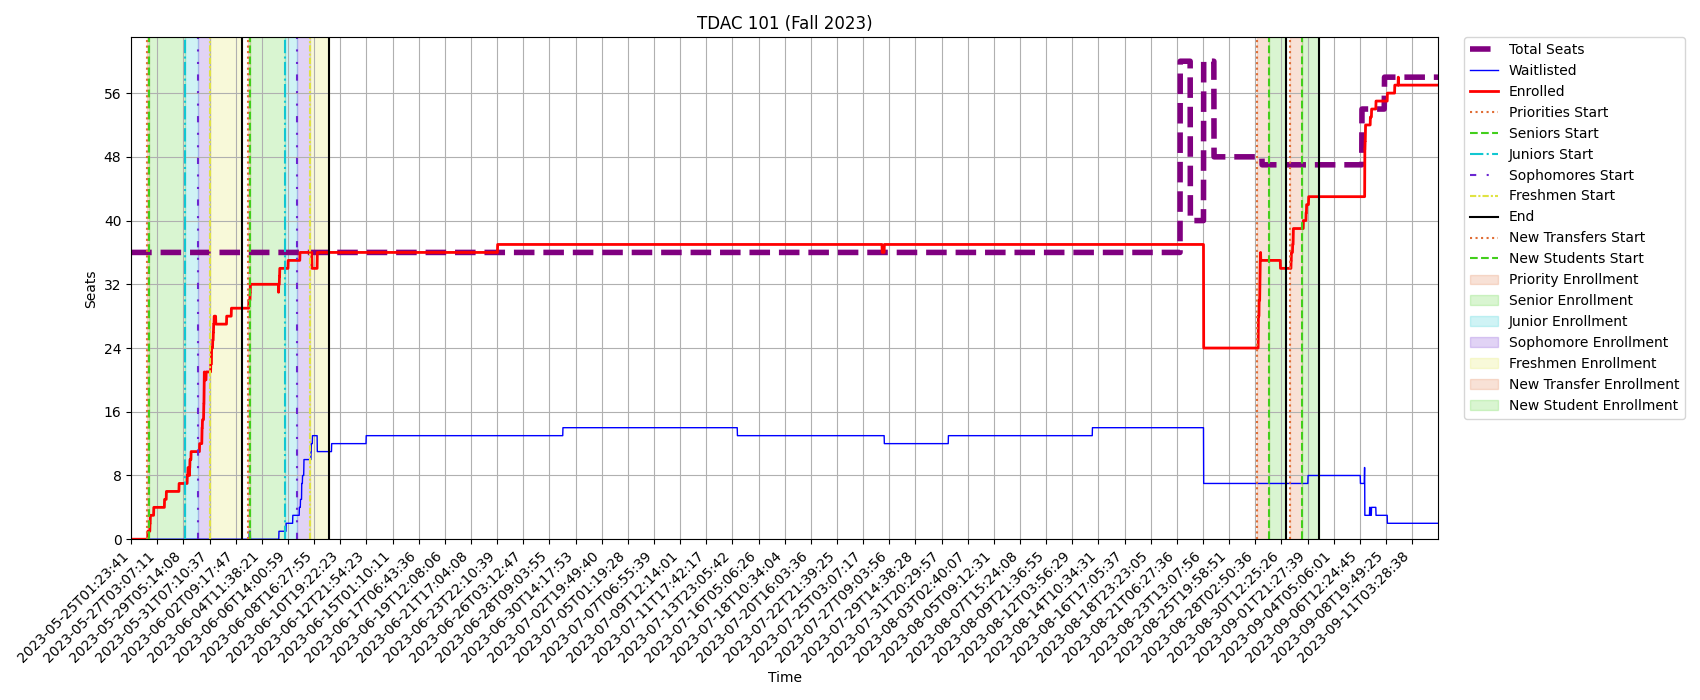 TDAC 101 (Fall 2023)
Total Seats
Waitlisted
Enrolled
Priorities Start
Seniors Start
Juniors Start
Sophomores Start
Freshmen Start
End
New Transfers Start
New Students Start
Priority Enrollment
Senior Enrollment
Junior Enrollment
Sophomore Enrollment
Freshmen Enrollment
New Transfer Enrollment
New Student Enrollment
Seats
56
48
40
32
24
16
8
0
2023-05-25T01:23:41
2023-05-27T03:07:11
2023-05-29T05:14:08
2023-05-31T07:10:37
2023-06-02T09:17:47
2023-06-04T11:38:21
2023-06-06T14:00:59
2023-06-08T16:27:55
2023-06-10T19:22:23
2023-06-12T21:54:23
2023-06-15T01:10:11
2023-06-17T06:43:36
2023-06-19T12:08:06
2023-06-21T17:04:08
2023-06-23T22:10:39
2023-06-26T03:12:47
2023-06-28T09:03:55
2023-06-30T14:17:53
2023-07-02T19:49:40
2023-07-05T01:19:28
2023-07-07T06:55:39
2023-07-09T12:14:01
2023-07-11T17:42:17
2023-07-13T23:05:42
2023-07-16T05:06:26
2023-07-18T10:34:04
2023-07-20T16:03:36
2023-07-22T21:39:25
2023-07-25T03:07:17
2023-07-27T09:03:56
2023-07-29T14:38:28
2023-07-31T20:29:57
2023-08-03T02:40:07
2023-08-05T09:12:31
2023-08-07T15:24:08
2023-08-09T21:36:55
2023-08-12T03:56:29
2023-08-14T10:34:31
2023-08-16T17:05:37
2023-08-18T23:23:05
2023-08-21T06:27:36
2023-08-23T13:07:56
2023-08-25T19:58:51
2023-08-28T02:50:36
2023-08-30T12:25:26
2023-09-01T21:27:39
2023-09-04T05:06:01
2023-09-06T12:24:45
2023-09-08T19:49:25
2023-09-11T03:28:38
Time